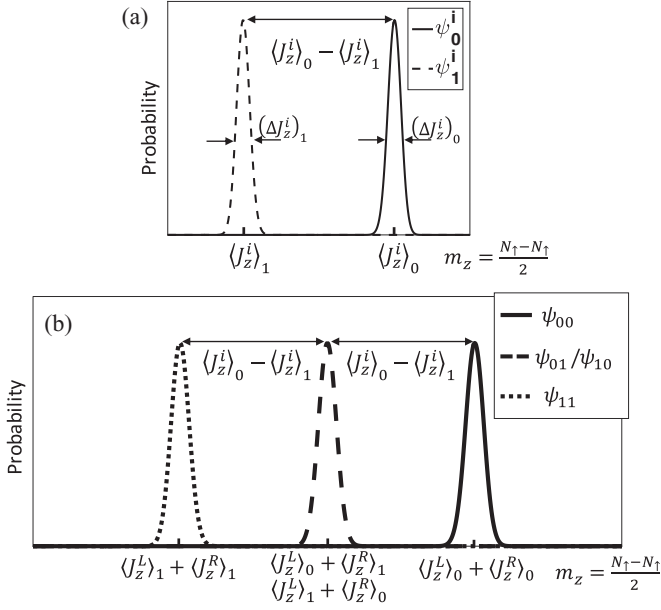 (a)
⟨J_z^i⟩_0 − ⟨J_z^i⟩_1
ψ_0^i
ψ_1^i
Probability
(ΔJ_z^i)_1
(ΔJ_z^i)_0
⟨J_z^i⟩_1
⟨J_z^i⟩_0
m_z = (N_↑−N_↑)/2
(b)
⟨J_z^i⟩_0 − ⟨J_z^i⟩_1
⟨J_z^i⟩_0 − ⟨J_z^i⟩_1
ψ_00
ψ_01/ψ_10
ψ_11
Probability
⟨J_z^L⟩_1 + ⟨J_z^R⟩_1
⟨J_z^L⟩_0 + ⟨J_z^R⟩_1
⟨J_z^L⟩_1 + ⟨J_z^R⟩_0
⟨J_z^L⟩_0 + ⟨J_z^R⟩_0
m_z = (N_↑−N_↑)/2